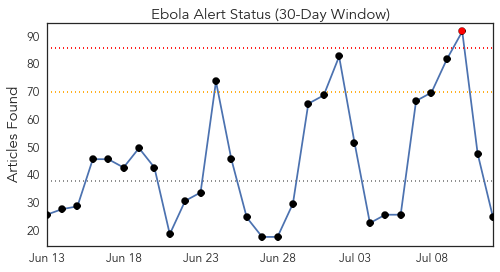 Ebola Alert Status (30-Day Window)
Articles Found
90
80
70
60
50
40
30
20
Jun 13
Jun 18
Jun 23
Jun 28
Jul 03
Jul 08